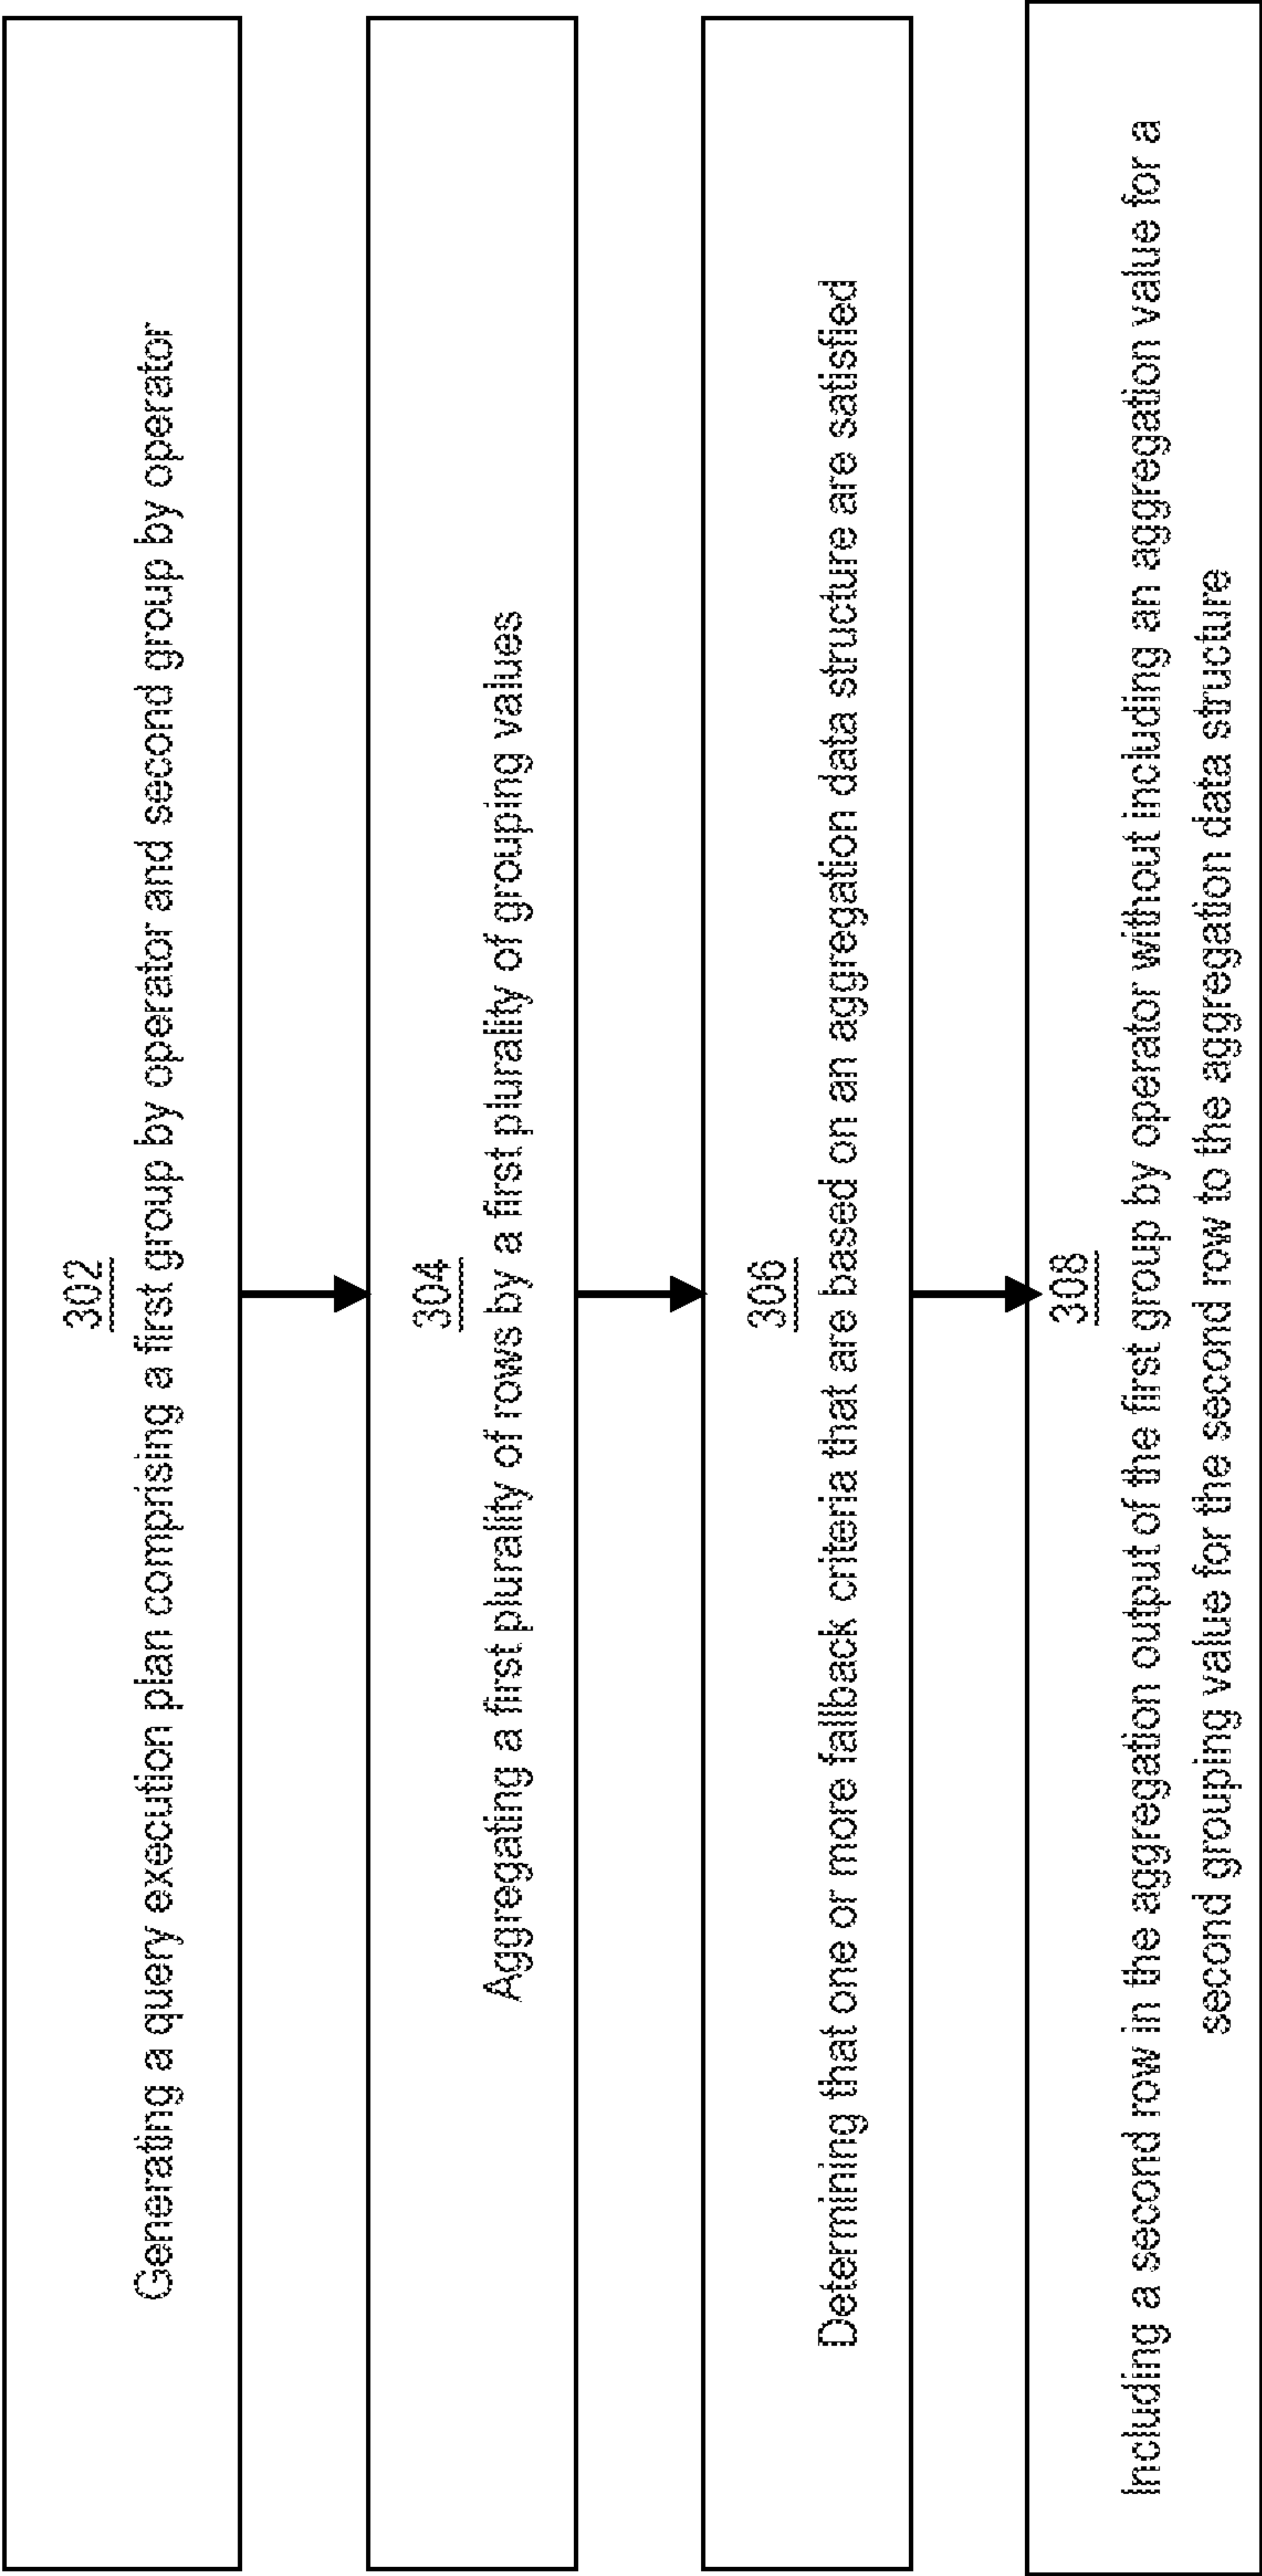 302
Generating a query execution plan comprising a first group by operator and second group by operator
304
Aggregating a first plurality of rows by a first plurality of grouping values
306
Determining that one or more fallback criteria that are based on an aggregation data structure are satisfied
308
Including a second row in the aggregation output of the first group by operator without including an aggregation value for a
second grouping value for the second row to the aggregation data structure